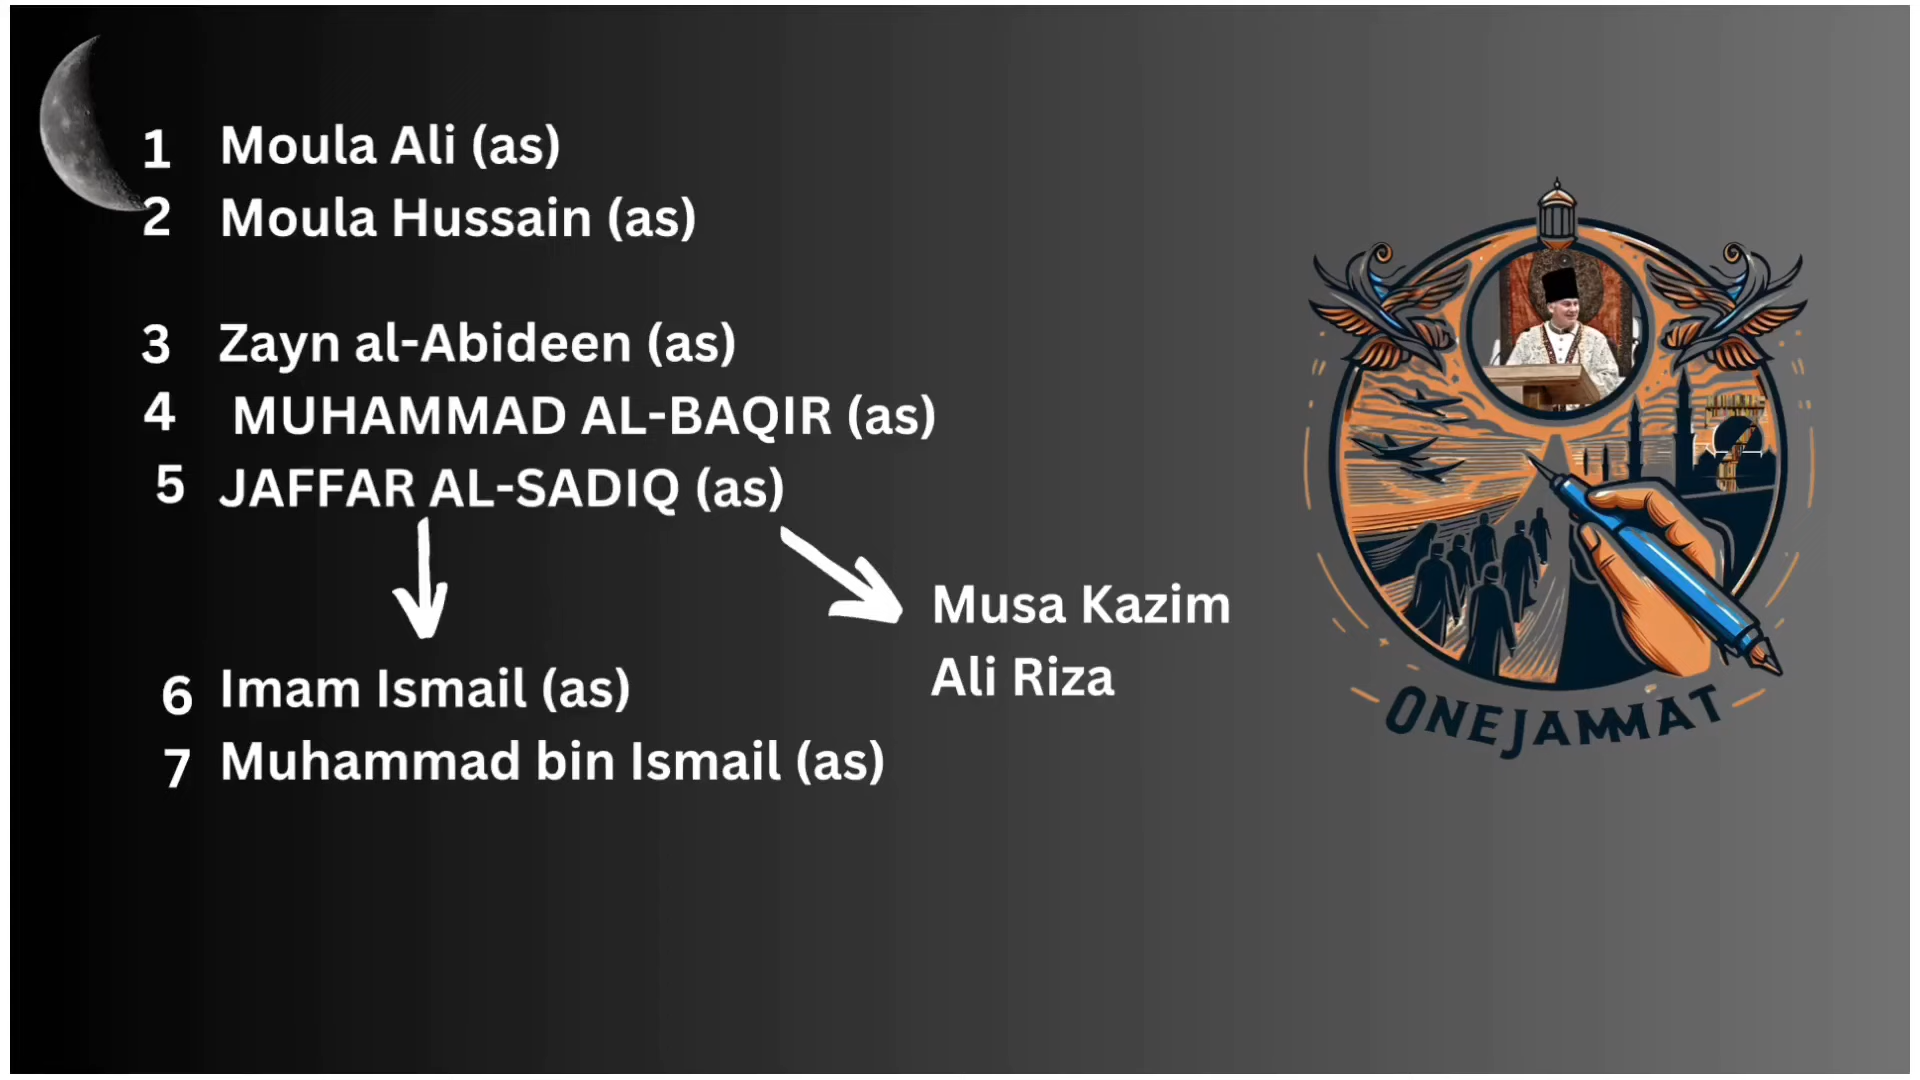 1 Moula Ali (as)
2 Moula Hussain (as)
3 Zayn al-Abideen (as)
4 MUHAMMAD AL-BAQIR (as)
5 JAFFAR AL-SADIQ (as)
Musa Kazim
Ali Riza
6 Imam Ismail (as)
7 Muhammad bin Ismail (as)
ONEJAMMAT